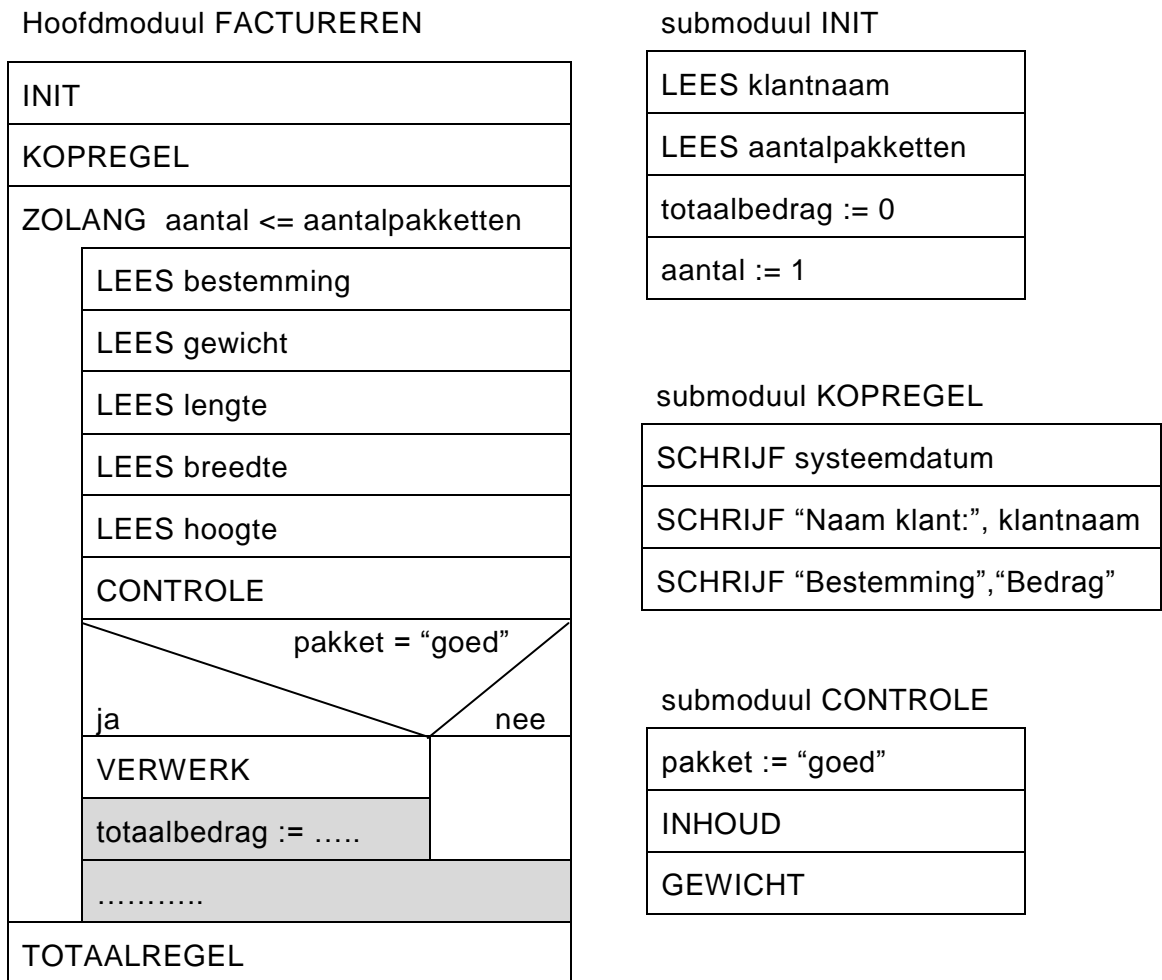 Hoofdmoduul FACTUREREN
INIT
KOPREGEL
ZOLANG aantal <= aantalpakketten
LEES bestemming
LEES gewicht
LEES lengte
LEES breedte
LEES hoogte
CONTROLE
pakket = “goed”
ja
nee
VERWERK
totaalbedrag := …..
………..
TOTAALREGEL
submoduul INIT
LEES klantnaam
LEES aantalpakketten
totaalbedrag := 0
aantal := 1
submoduul KOPREGEL
SCHRIJF systeemdatum
SCHRIJF “Naam klant:”, klantnaam
SCHRIJF “Bestemming”,“Bedrag”
submoduul CONTROLE
pakket := “goed”
INHOUD
GEWICHT